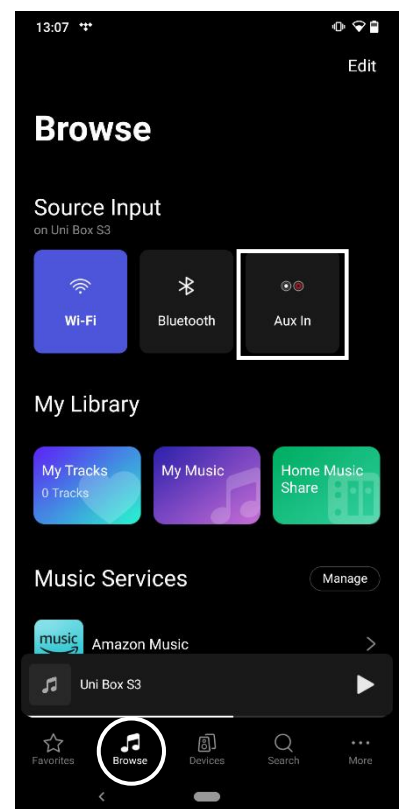 13:07
Edit
Browse
Source Input
on Uni Box S3
Wi-Fi Bluetooth Aux In
My Library
My Tracks My Music Home Music
0 Tracks Share
Music Services Manage
music Amazon Music
Uni Box S3
Favorites Browse Devices Search More